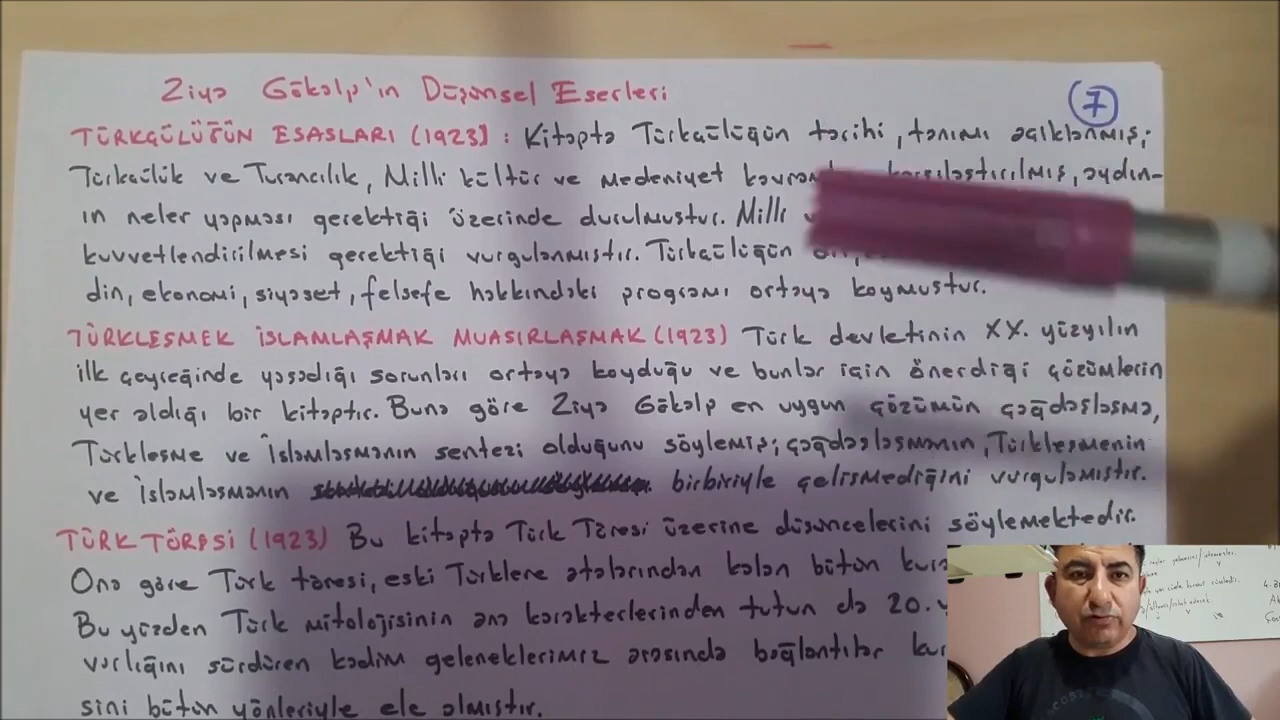 Ziya Gökalp'ın Düşünsel Eserleri
7
TÜRKÇÜLÜĞÜN ESASLARI (1923) : Kitapta Türkçülüğün tarihi, tanımı açıklanmış;
Türkçülük ve Turancılık, Milli kültür ve medeniyet karşılaştırılmış, aydın-
ın neler yapması gerektiği üzerinde durulmuştur. Milli
kuvvetlendirilmesi gerektiği vurgulanmıştır. Türkçülüğün
din, ekonomi, siyaset, felsefe hakkındaki programı ortaya koymuştur.
TÜRKLEŞMEK İSLAMLAŞMAK MUASIRLAŞMAK (1923) Türk devletinin XX. yüzyılın
ilk çeyreğinde yaşadığı sorunları ortaya koyduğu ve bunlar için önerdiği çözümlerin
yer aldığı bir kitaptır. Buna göre Ziya Gökalp en uygun çözümün çağdaşlaşma,
Türkleşme ve İslamlaşmanın sentezi olduğunu söylemiş; çağdaşlaşmanın, Türkleşmenin
ve İslamlaşmanın birbiriyle çelişmediğini vurgulamıştır.
TÜRK TÖRESİ (1923) Bu kitapta Türk Töresi üzerine düşüncelerini söylemektedir.
Ona göre Türk töresi, eski Türklere atalarından kalan bütün
Bu yüzden Türk mitolojisinin ana karakterlerinden tutun da 20.
varlığını sürdüren kadim geleneklerimiz arasında bağlantılar
sini bütün yönleriyle ele almıştır.